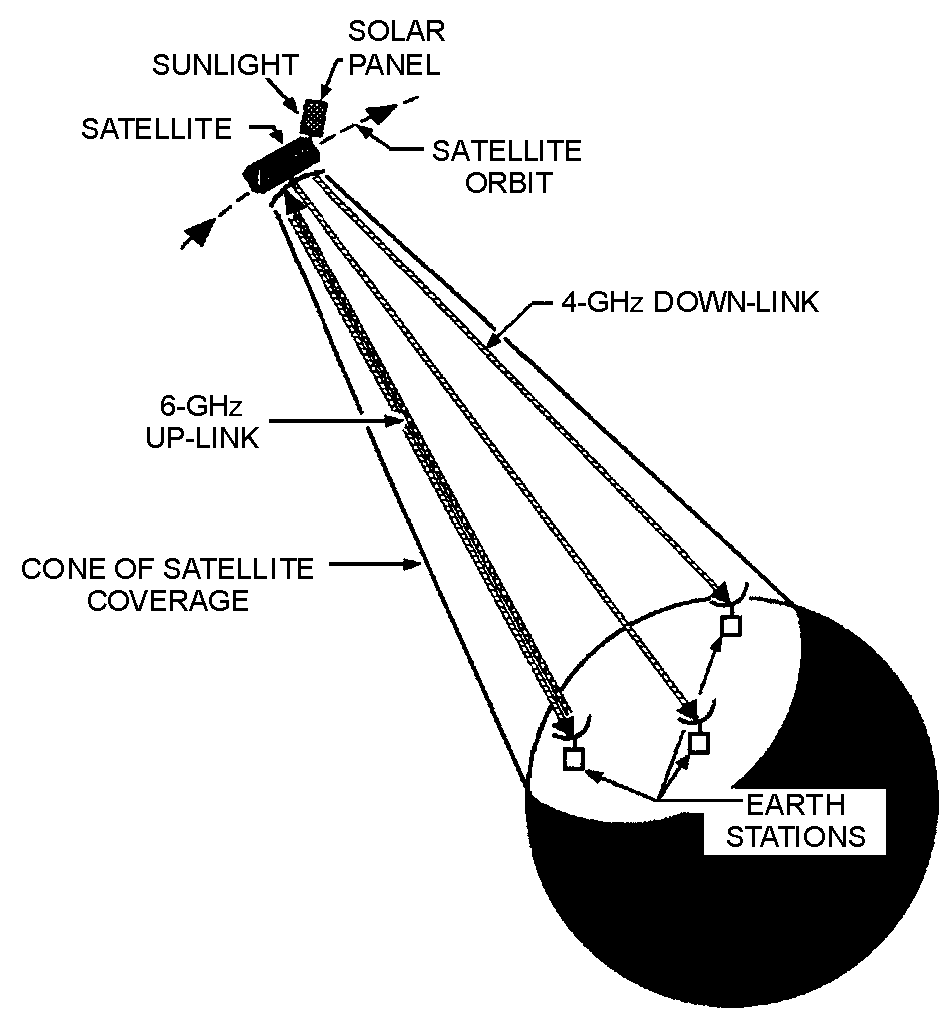 SOLAR
PANEL
SUNLIGHT
SATELLITE
SATELLITE
ORBIT
4-GHz DOWN-LINK
6-GHz
UP-LINK
CONE OF SATELLITE
COVERAGE
EARTH
STATIONS